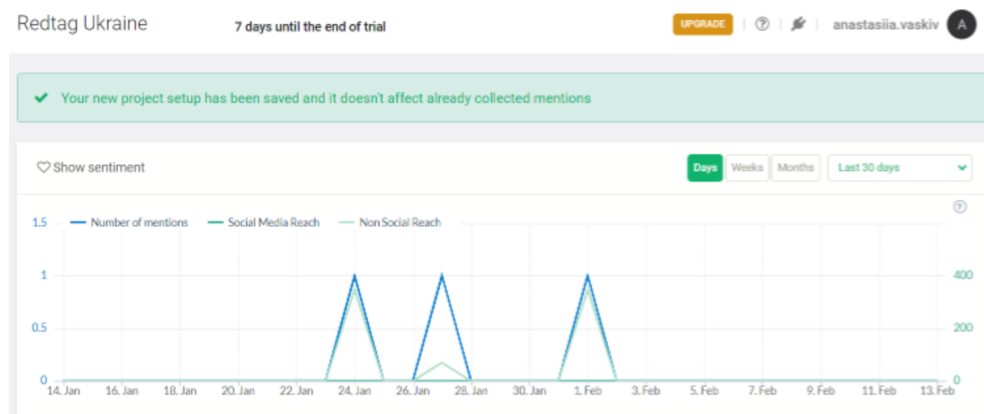 Redtag Ukraine
7 days until the end of trial
UPGRADE
anastasiia.vaskiv
A
Your new project setup has been saved and it doesn't affect already collected mentions
Show sentiment
Days Weeks Months Last 30 days
1.5 Number of mentions Social Media Reach Non Social Reach
1 400
0.5 200
0 0
14. Jan 16. Jan 18. Jan 20. Jan 22. Jan 24. Jan 26. Jan 28. Jan 30. Jan 1. Feb 3. Feb 5. Feb 7. Feb 9. Feb 11. Feb 13. Feb